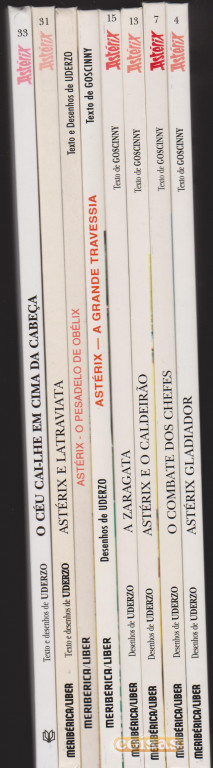 33 Astérix O CÉU CAI-LHE EM CIMA DA CABEÇA Texto e desenhos de UDERZO
31 Astérix ASTÉRIX E LATRAVIATA Texto e desenhos de UDERZO MERIBÉRICA/LIBER
Texto e Desenhos de UDERZO ASTÉRIX - O PESADELO DE OBÉLIX MERIBÉRICA/LIBER
Texto de GOSCINNY ASTÉRIX — A GRANDE TRAVESSIA Desenhos de UDERZO MERIBÉRICA/LIBER
15 Astérix Texto de GOSCINNY A ZARAGATA Desenhos de UDERZO MERIBÉRICA/LIBER
13 Astérix Texto de GOSCINNY ASTÉRIX E O CALDEIRÃO Desenhos de UDERZO MERIBÉRICA/LIBER
7 Astérix Texto de GOSCINNY O COMBATE DOS CHEFES Desenhos de UDERZO MERIBÉRICA/LIBER
4 Astérix Texto de GOSCINNY ASTÉRIX GLADIADOR Desenhos de UDERZO MERIBÉRICA/LIBER
coisas